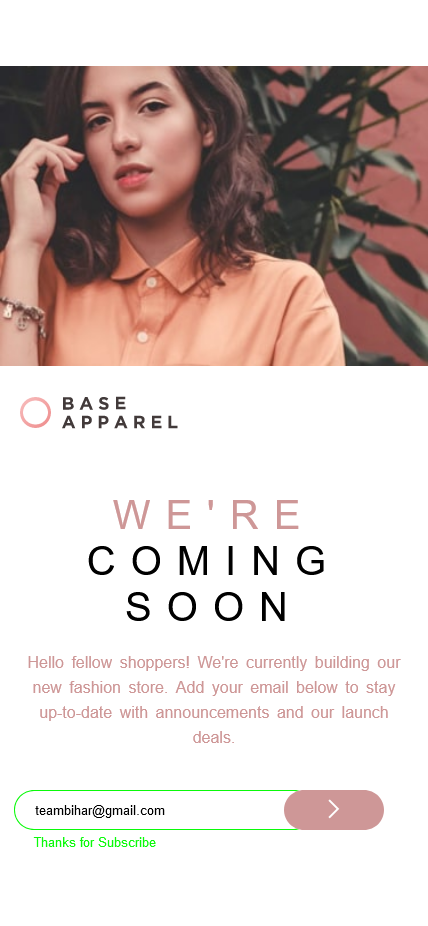 BASE
APPAREL
WE'RE
COMING
SOON
Hello fellow shoppers! We're currently building our
new fashion store. Add your email below to stay
up-to-date with announcements and our launch
deals.
teambihar@gmail.com
Thanks for Subscribe